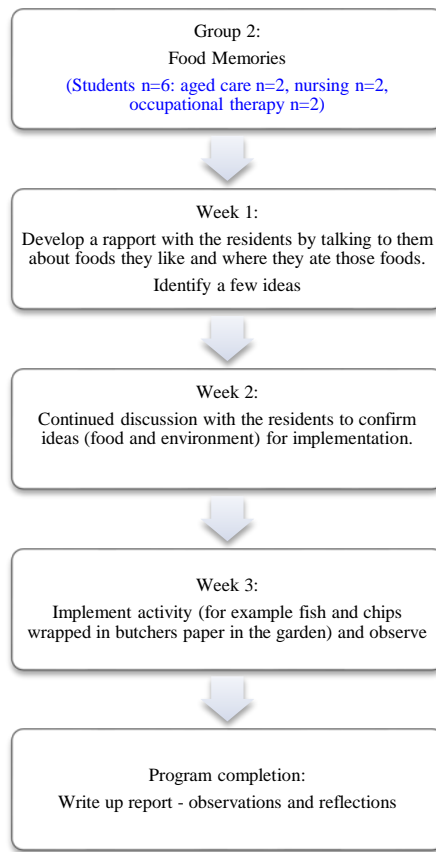 Group 2:
Food Memories
(Students n=6: aged care n=2, nursing n=2,
occupational therapy n=2)
Week 1:
Develop a rapport with the residents by talking to them
about foods they like and where they ate those foods.
Identify a few ideas
Week 2:
Continued discussion with the residents to confirm
ideas (food and environment) for implementation.
Week 3:
Implement activity (for example fish and chips
wrapped in butchers paper in the garden) and observe
Program completion:
Write up report - observations and reflections